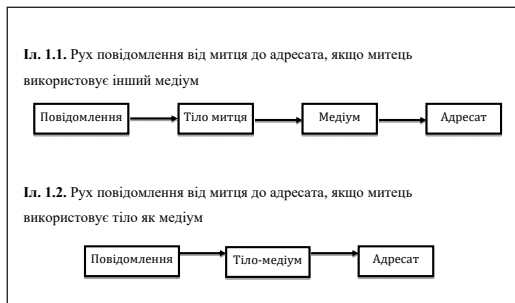 Іл. 1.1. Рух повідомлення від митця до адресата, якщо митець
використовує інший медіум
Повідомлення Тіло митця Медіум Адресат
Іл. 1.2. Рух повідомлення від митця до адресата, якщо митець
використовує тіло як медіум
Повідомлення Тіло-медіум Адресат